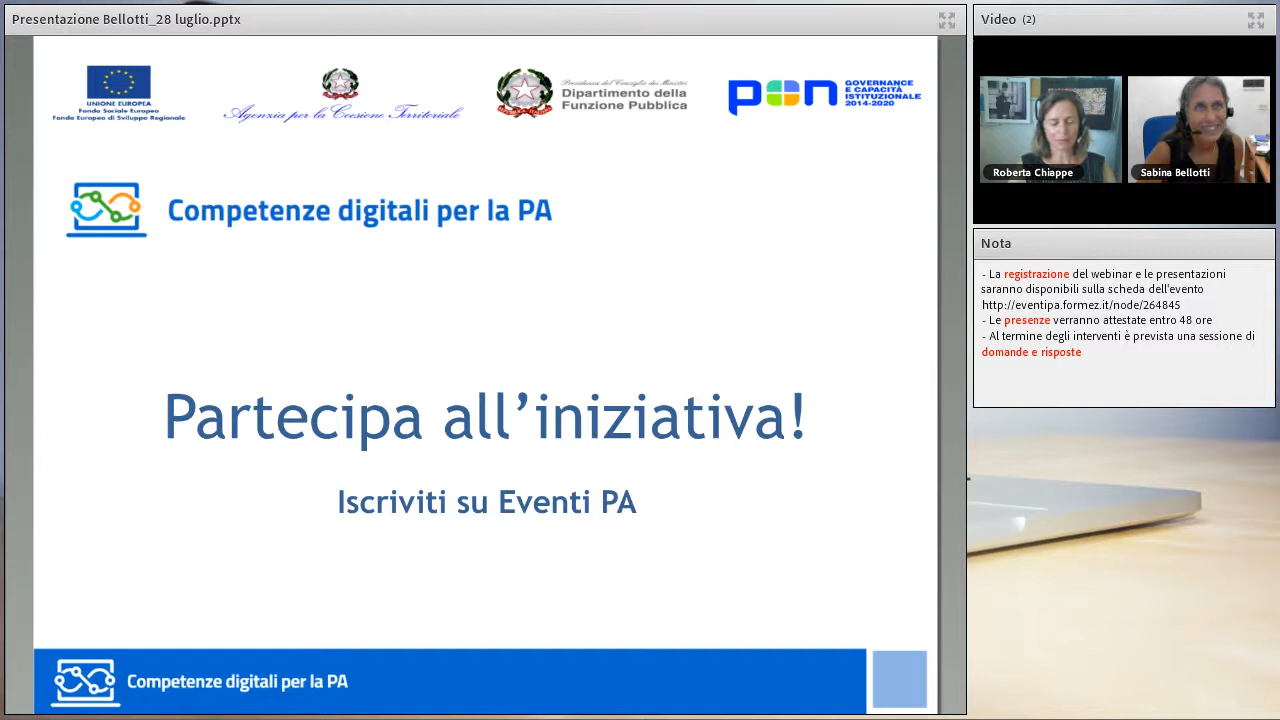 Presentazione Bellotti_28 luglio.pptx
UNIONE EUROPEA
Fondo Sociale Europeo
Fondo Europeo di Sviluppo Regionale
Agenzia per la Coesione Territoriale
Presidenza del Consiglio dei Ministri
Dipartimento della
Funzione Pubblica
pon
GOVERNANCE
E CAPACITÀ
ISTITUZIONALE
2014-2020
Competenze digitali per la PA
Partecipa all’iniziativa!
Iscriviti su Eventi PA
Competenze digitali per la PA
Video (2)
Roberta Chiappe
Sabina Bellotti
Nota
- La registrazione del webinar e le presentazioni
saranno disponibili sulla scheda dell'evento
http://eventipa.formez.it/node/264845
- Le presenze verranno attestate entro 48 ore
- Al termine degli interventi è prevista una sessione di
domande e risposte